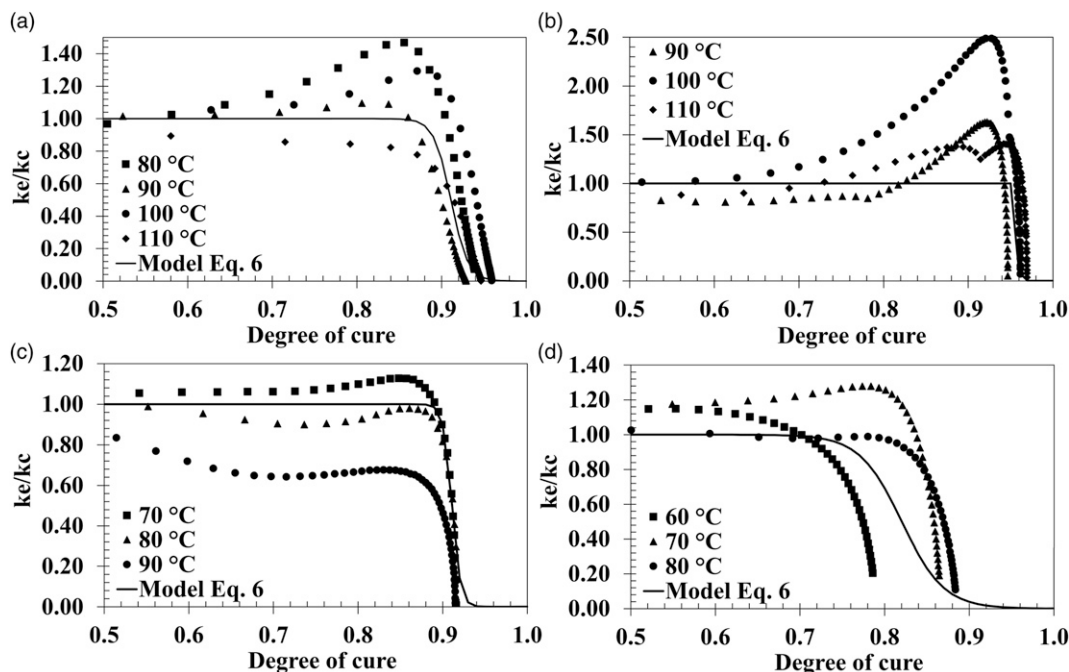 (a)
ke/kc
1.40
1.20
1.00
0.80
0.60
0.40
0.20
0.00
80 °C
90 °C
100 °C
110 °C
Model Eq. 6
0.5 0.6 0.7 0.8 0.9 1.0
Degree of cure
(b)
ke/kc
2.50
2.00
1.50
1.00
0.50
0.00
90 °C
100 °C
110 °C
Model Eq. 6
0.5 0.6 0.7 0.8 0.9 1.0
Degree of cure
(c)
ke/kc
1.20
1.00
0.80
0.60
0.40
0.20
0.00
70 °C
80 °C
90 °C
Model Eq. 6
0.5 0.6 0.7 0.8 0.9 1.0
Degree of cure
(d)
ke/kc
1.40
1.20
1.00
0.80
0.60
0.40
0.20
0.00
60 °C
70 °C
80 °C
Model Eq. 6
0.5 0.6 0.7 0.8 0.9 1.0
Degree of cure